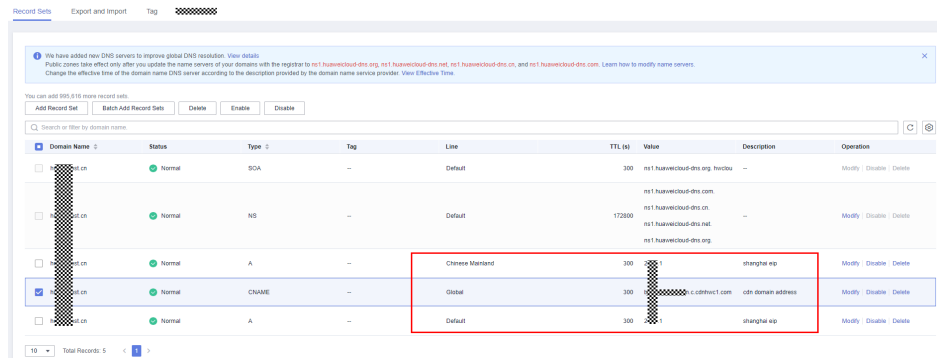 Record Sets Export and Import Tag
We have added new DNS servers to improve global DNS resolution. View details
Public zones take effect only after you update the name servers of your domains with the registrar to ns1.huaweicloud-dns.org, ns1.huaweicloud-dns.net, ns1.huaweicloud-dns.cn, and ns1.huaweicloud-dns.com. Learn how to modify name servers.
Change the effective time of the domain name DNS server according to the description provided by the domain name service provider. View Effective Time
You can add 995,616 more record sets.
Add Record Set Batch Add Record Sets Delete Enable Disable
Search or filter by domain name.
Domain Name Status Type Tag Line TTL (s) Value Description Operation
Normal SOA -- Default 300 ns1.huaweicloud-dns.org. hwclou -- Modify Disable Delete
ns1.huaweicloud-dns.com.
ns1.huaweicloud-dns.cn.
Normal NS -- Default 172800 -- Modify Disable Delete
ns1.huaweicloud-dns.net.
ns1.huaweicloud-dns.org.
Normal A -- Chinese Mainland 300 shanghai eip Modify Disable Delete
Normal CNAME -- Global 300 .c.cdnhwc1.com cdn domain address Modify Disable Delete
Normal A -- Default 300 shanghai eip Modify Disable Delete
10 Total Records: 5 < 1 >